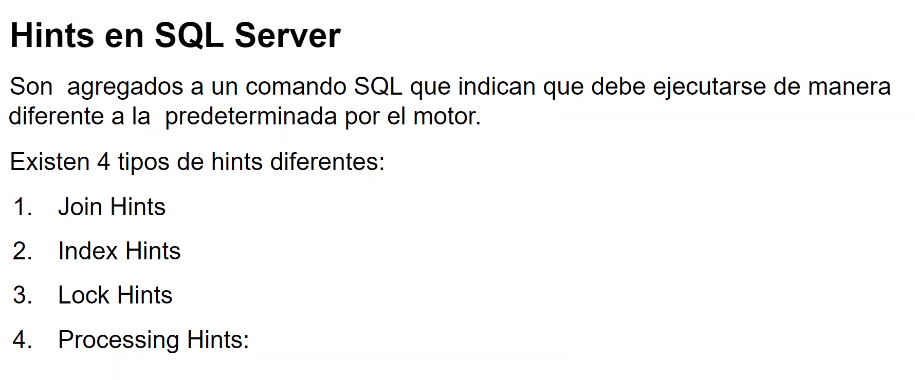 Hints en SQL Server
Son agregados a un comando SQL que indican que debe ejecutarse de manera
diferente a la predeterminada por el motor.
Existen 4 tipos de hints diferentes:
1. Join Hints
2. Index Hints
3. Lock Hints
4. Processing Hints: